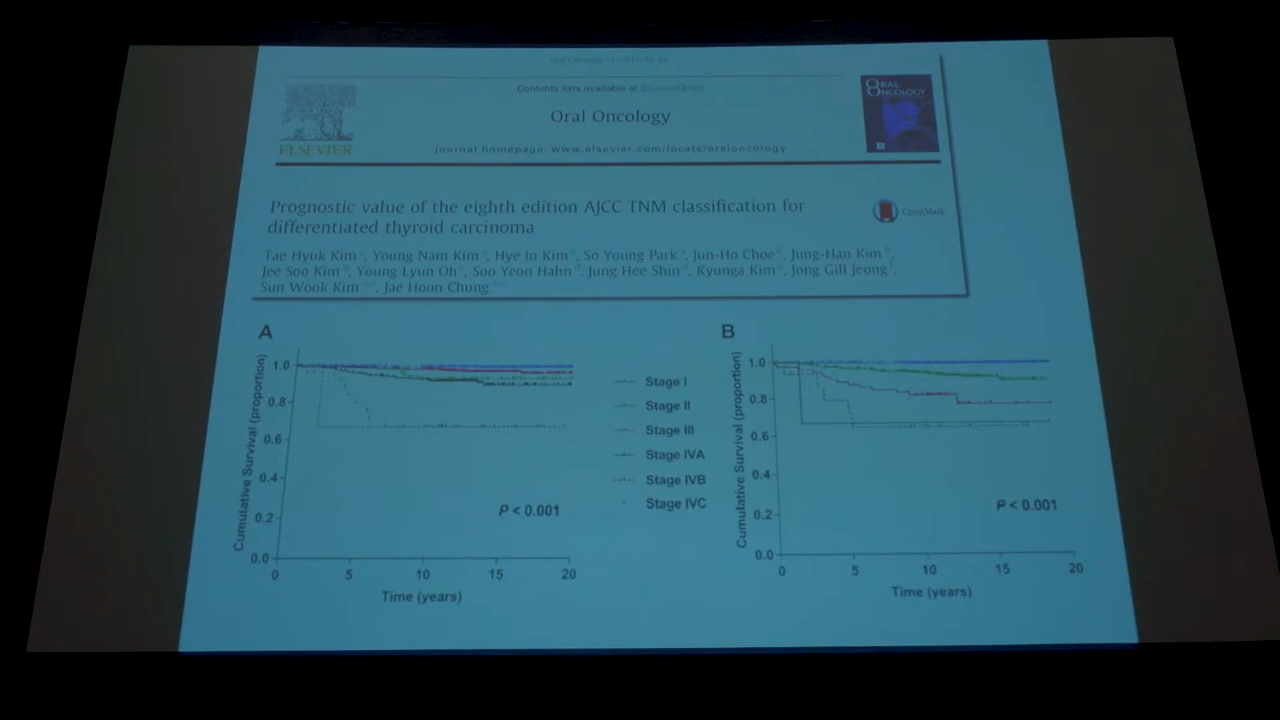 Contents lists available at ScienceDirect
ORAL
ONCOLOGY
Oral Oncology
ELSEVIER
journal homepage: www.elsevier.com/locate/oraloncology
Prognostic value of the eighth edition AJCC TNM classification for
differentiated thyroid carcinoma
CrossMark
Tae Hyuk Kim, Young Nam Kim, Hye In Kim, So Young Park, Jun-Ho Choe, Jung-Han Kim,
Jee Soo Kim, Young Lyun Oh, Soo Yeon Hahn, Jung Hee Shin, Kyunga Kim, Jong Gill Jeong,
Sun Wook Kim, Jae Hoon Chung
A
Cumulative Survival (proportion)
1.0
0.8
0.6
0.4
0.2
0.0
0 5 10 15 20
Time (years)
P < 0.001
Stage I
Stage II
Stage III
Stage IVA
Stage IVB
Stage IVC
B
Cumulative Survival (proportion)
1.0
0.8
0.6
0.4
0.2
0.0
0 5 10 15 20
Time (years)
P < 0.001